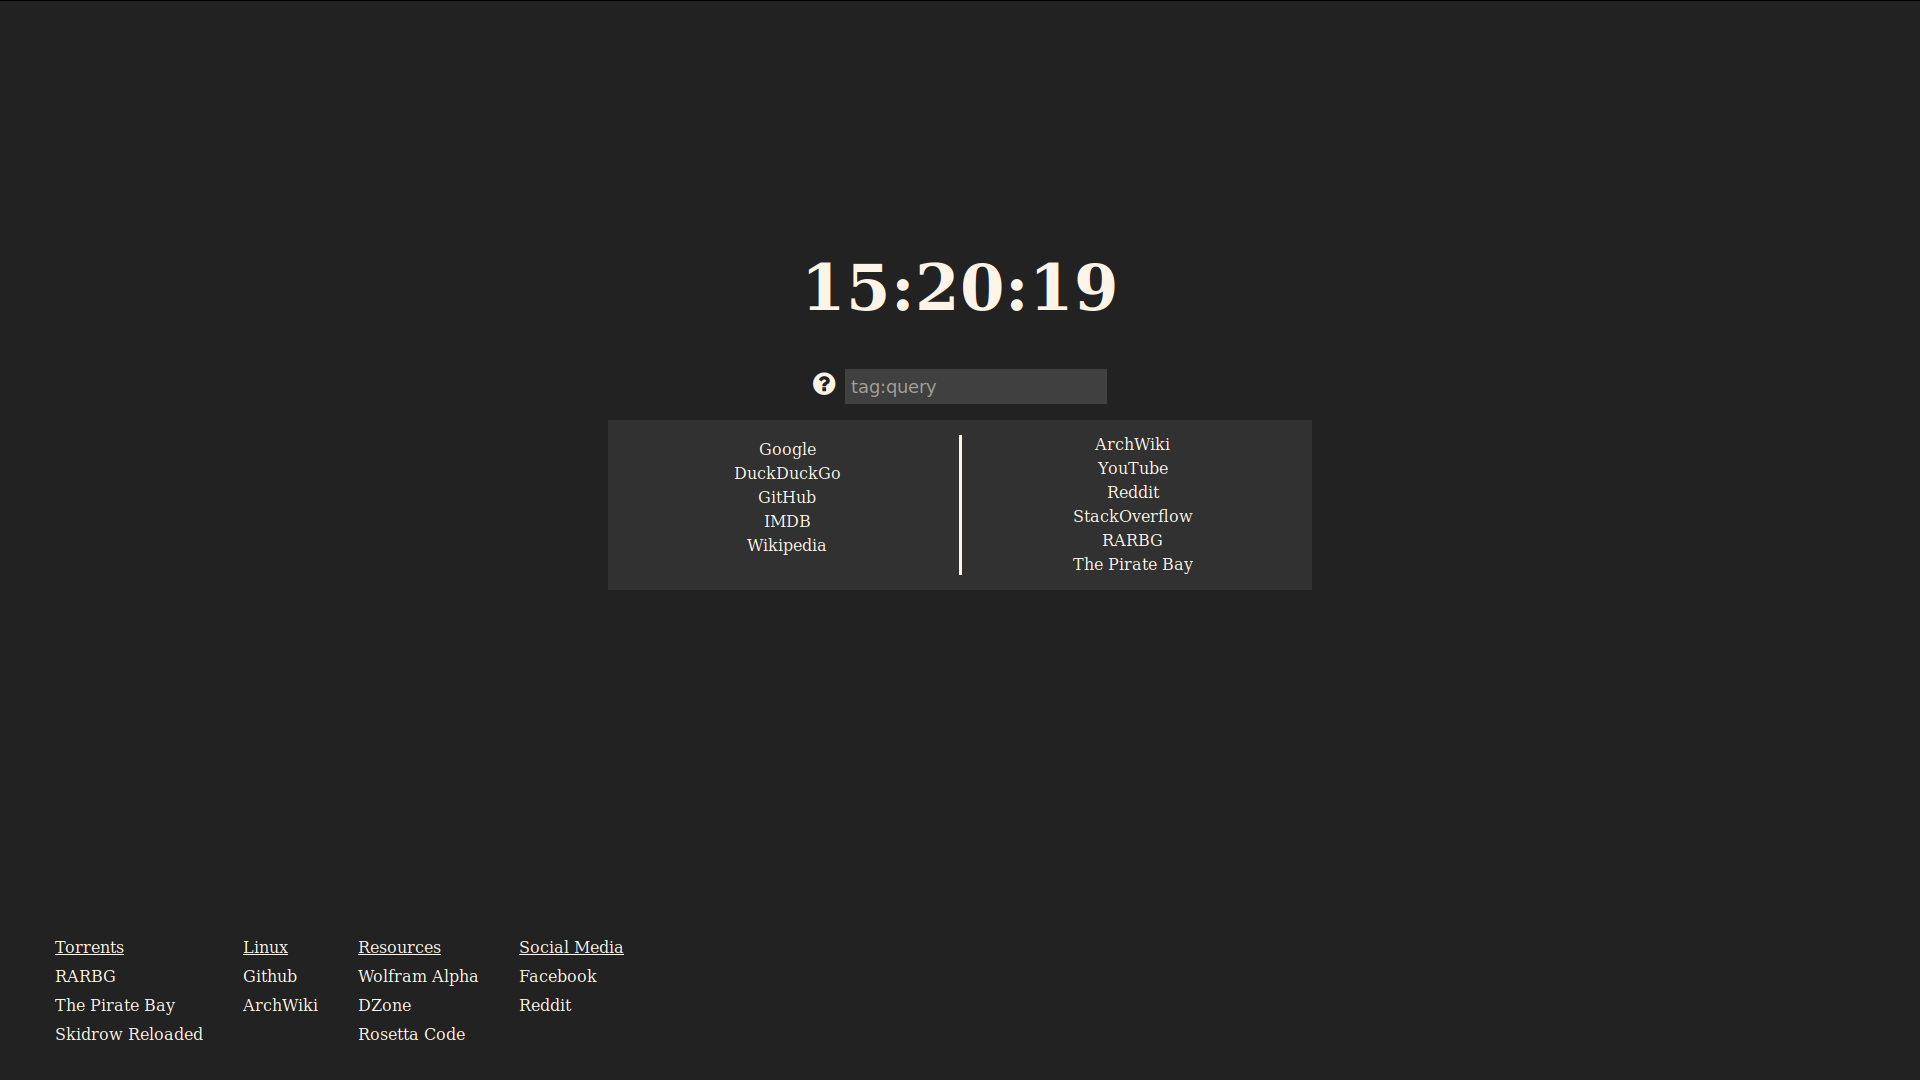 15:20:19
?
tag:query
Google
DuckDuckGo
GitHub
IMDB
Wikipedia
ArchWiki
YouTube
Reddit
StackOverflow
RARBG
The Pirate Bay
Torrents
RARBG
The Pirate Bay
Skidrow Reloaded
Linux
Github
ArchWiki
Resources
Wolfram Alpha
DZone
Rosetta Code
Social Media
Facebook
Reddit